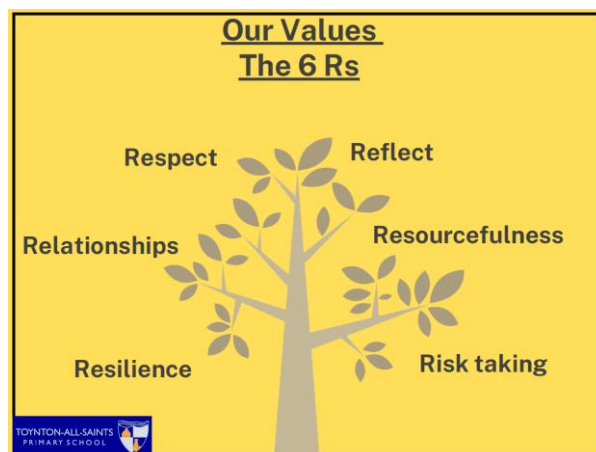 Our Values
The 6 Rs
Respect
Reflect
Relationships
Resourcefulness
Resilience
Risk taking
TOYNTON-ALL-SAINTS
PRIMARY SCHOOL